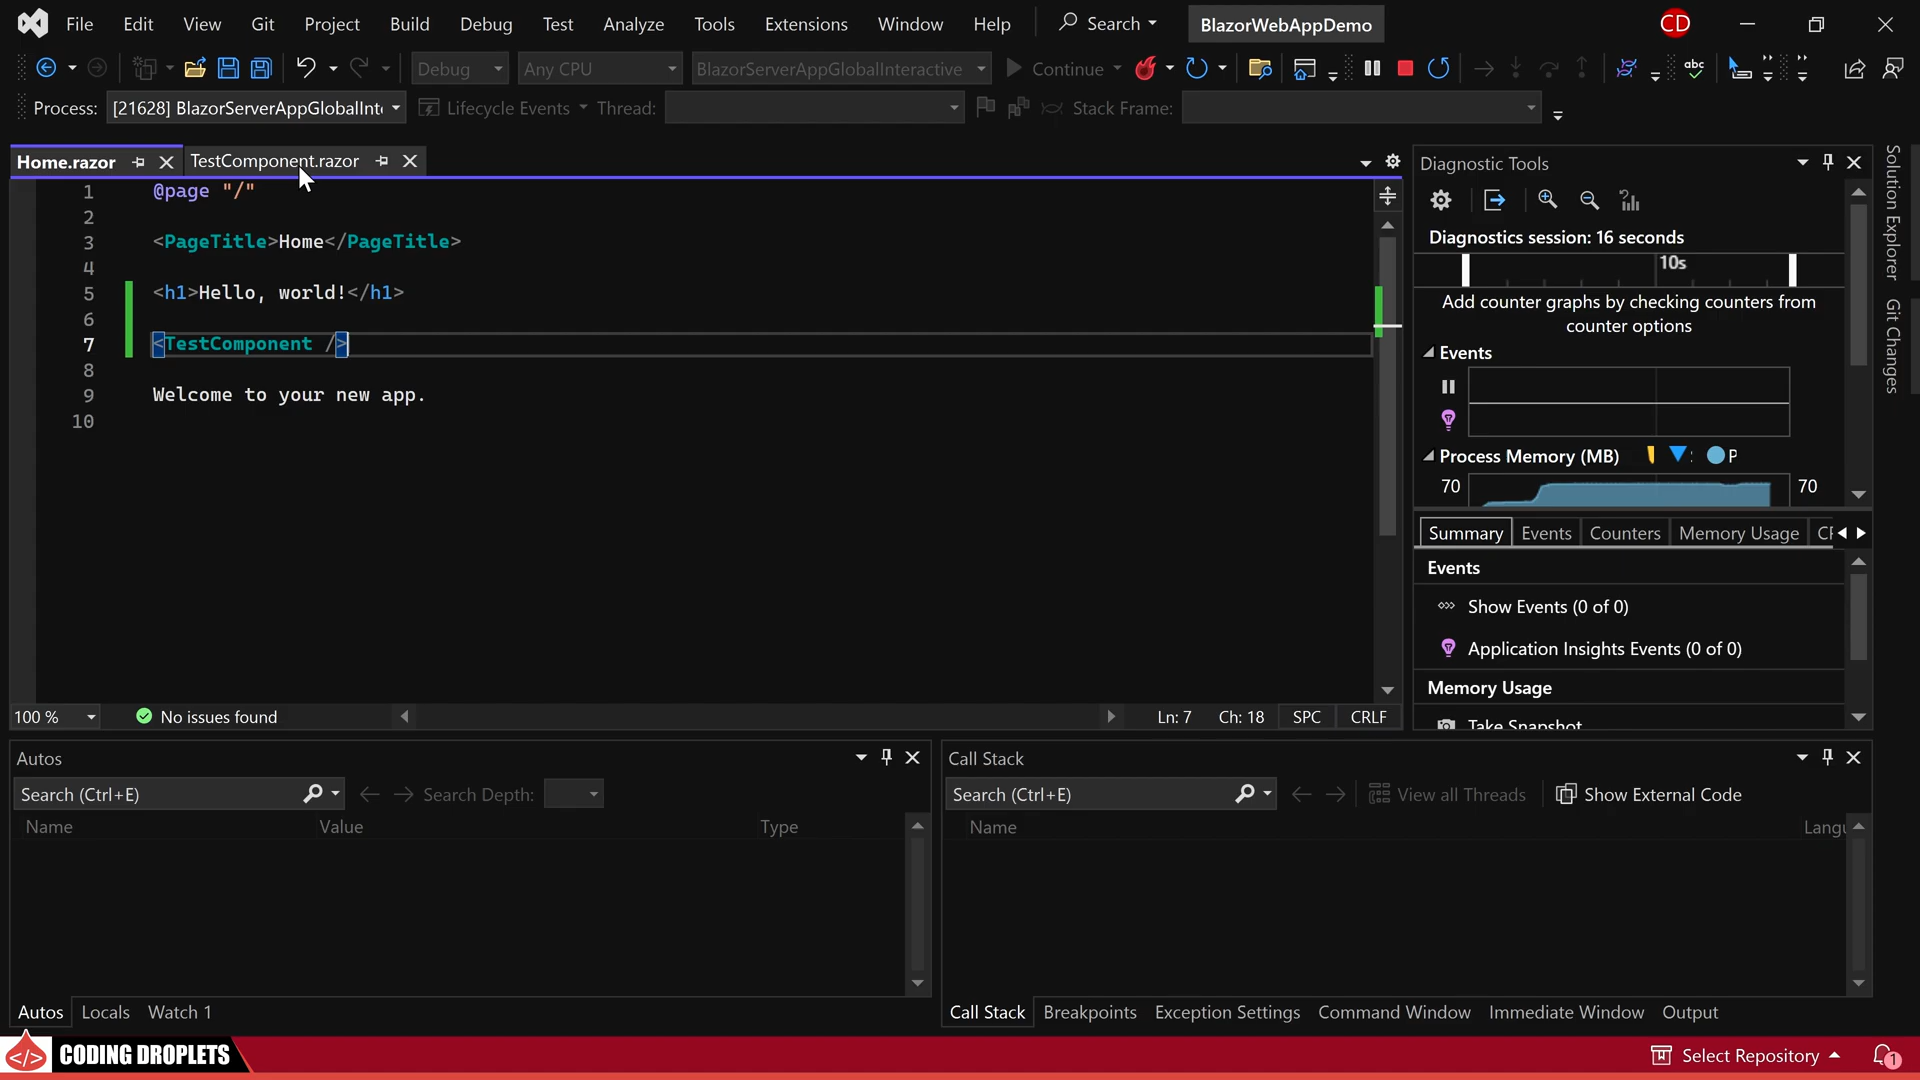 File Edit View Git Project Build Debug Test Analyze Tools Extensions Window Help Search BlazorWebAppDemo CD
Debug Any CPU BlazorServerAppGlobalInteractive Continue abc
Process: [21628] BlazorServerAppGlobalInt Lifecycle Events Thread: Stack Frame:
Home.razor TestComponent.razor
1 @page "/"
2
3 <PageTitle>Home</PageTitle>
4
5 <h1>Hello, world!</h1>
6
7 <TestComponent />
8
9 Welcome to your new app.
10
100 % No issues found Ln: 7 Ch: 18 SPC CRLF
Diagnostic Tools
Diagnostics session: 16 seconds
10s
Add counter graphs by checking counters from
counter options
Events
Process Memory (MB) P
70 70
Summary Events Counters Memory Usage
Events
Show Events (0 of 0)
Application Insights Events (0 of 0)
Memory Usage
Take Snapshot
Solution Explorer
Git Changes
Autos
Search (Ctrl+E) Search Depth:
Name Value Type
Autos Locals Watch 1
Call Stack
Search (Ctrl+E) View all Threads Show External Code
Name Langu
Call Stack Breakpoints Exception Settings Command Window Immediate Window Output
</> CODING DROPLETS
Select Repository 1